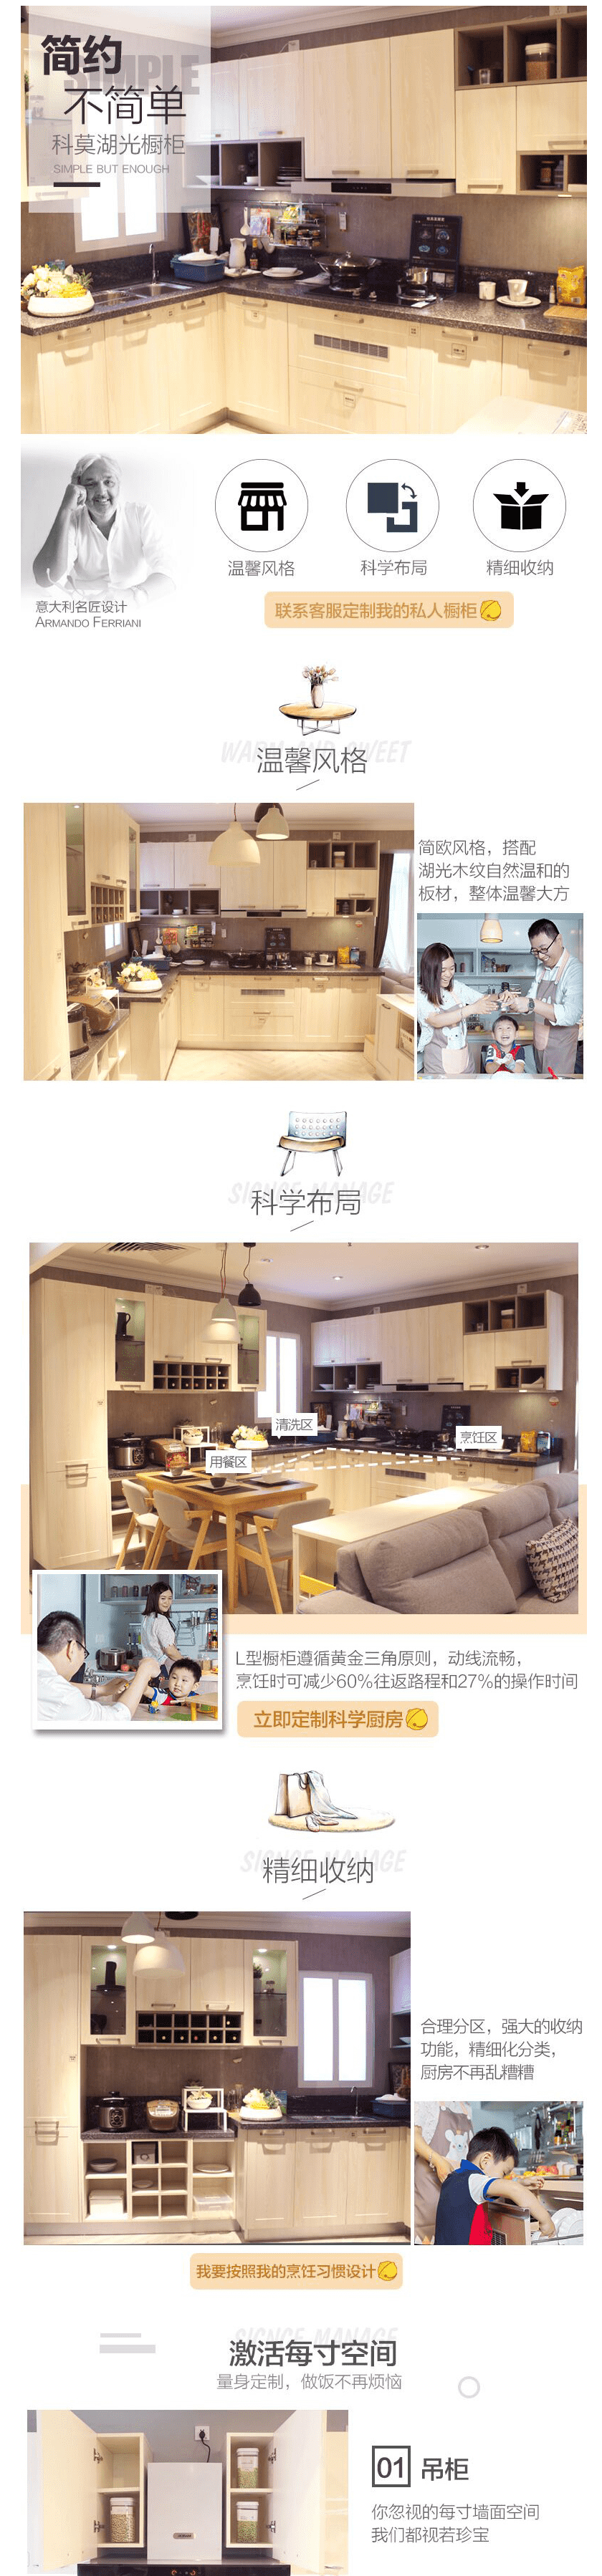 简约
SIMPLE
不简单
科莫湖光橱柜
SIMPLE BUT ENOUGH
温馨风格
科学布局
精细收纳
意大利名匠设计
ARMANDO FERRIANI
联系客服定制我的私人橱柜
WARM AND SWEET
温馨风格
简欧风格，搭配
湖光木纹自然温和的
板材，整体温馨大方
SIGNCE MANAGE
科学布局
清洗区
烹饪区
用餐区
L型橱柜遵循黄金三角原则，动线流畅，
烹饪时可减少60%往返路程和27%的操作时间
立即定制科学厨房
SIGNCE MANAGE
精细收纳
合理分区，强大的收纳
功能，精细化分类，
厨房不再乱糟糟
我要按照我的烹饪习惯设计
SIGNCE MANAGE
激活每寸空间
量身定制，做饭不再烦恼
01 吊柜
你忽视的每寸墙面空间
我们都视若珍宝